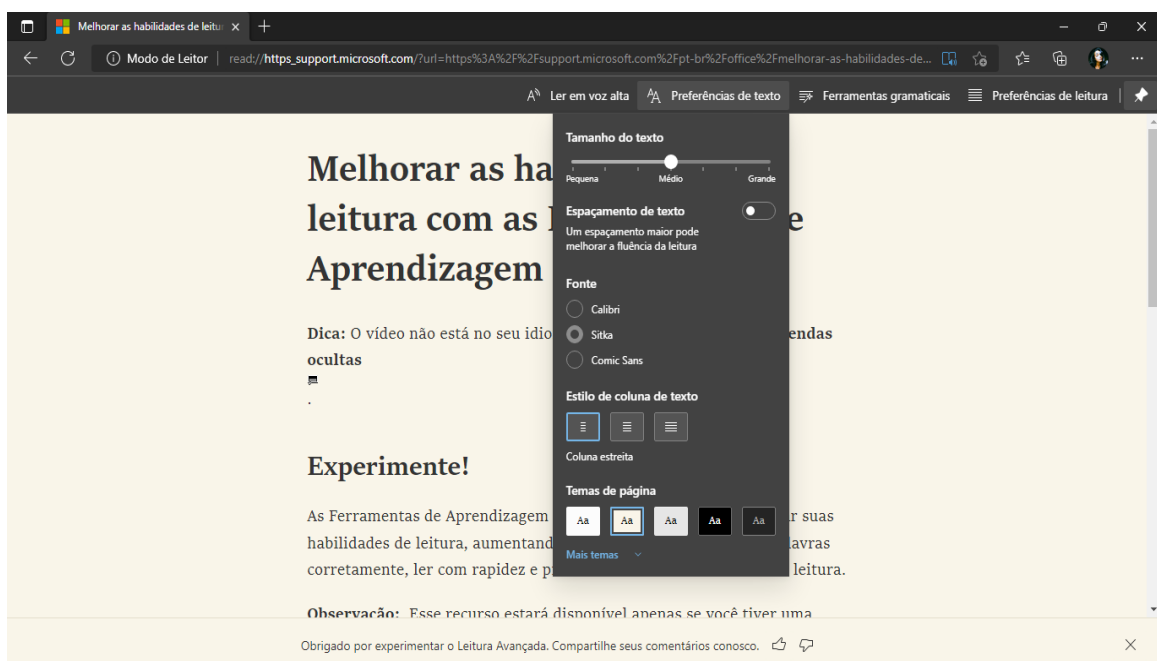 Melhorar as habilidades de leitu
Modo de Leitor | read://https_support.microsoft.com/?url=https%3A%2F%2Fsupport.microsoft.com%2Fpt-br%2Foffice%2Fmelhorar-as-habilidades-de...
Ler em voz alta Preferências de texto Ferramentas gramaticais Preferências de leitura
Melhorar as ha
leitura com as
e
Aprendizagem
Dica: O vídeo não está no seu idio
endas
ocultas
.
Experimente!
As Ferramentas de Aprendizagem
r suas
habilidades de leitura, aumentand
lavras
corretamente, ler com rapidez e p
leitura.
Observação: Esse recurso estará disponível apenas se você tiver uma
Tamanho do texto
Pequena Médio Grande
Espaçamento de texto
Um espaçamento maior pode
melhorar a fluência da leitura
Fonte
Calibri
Sitka
Comic Sans
Estilo de coluna de texto
Coluna estreita
Temas de página
Aa Aa Aa Aa Aa
Mais temas
Obrigado por experimentar o Leitura Avançada. Compartilhe seus comentários conosco.